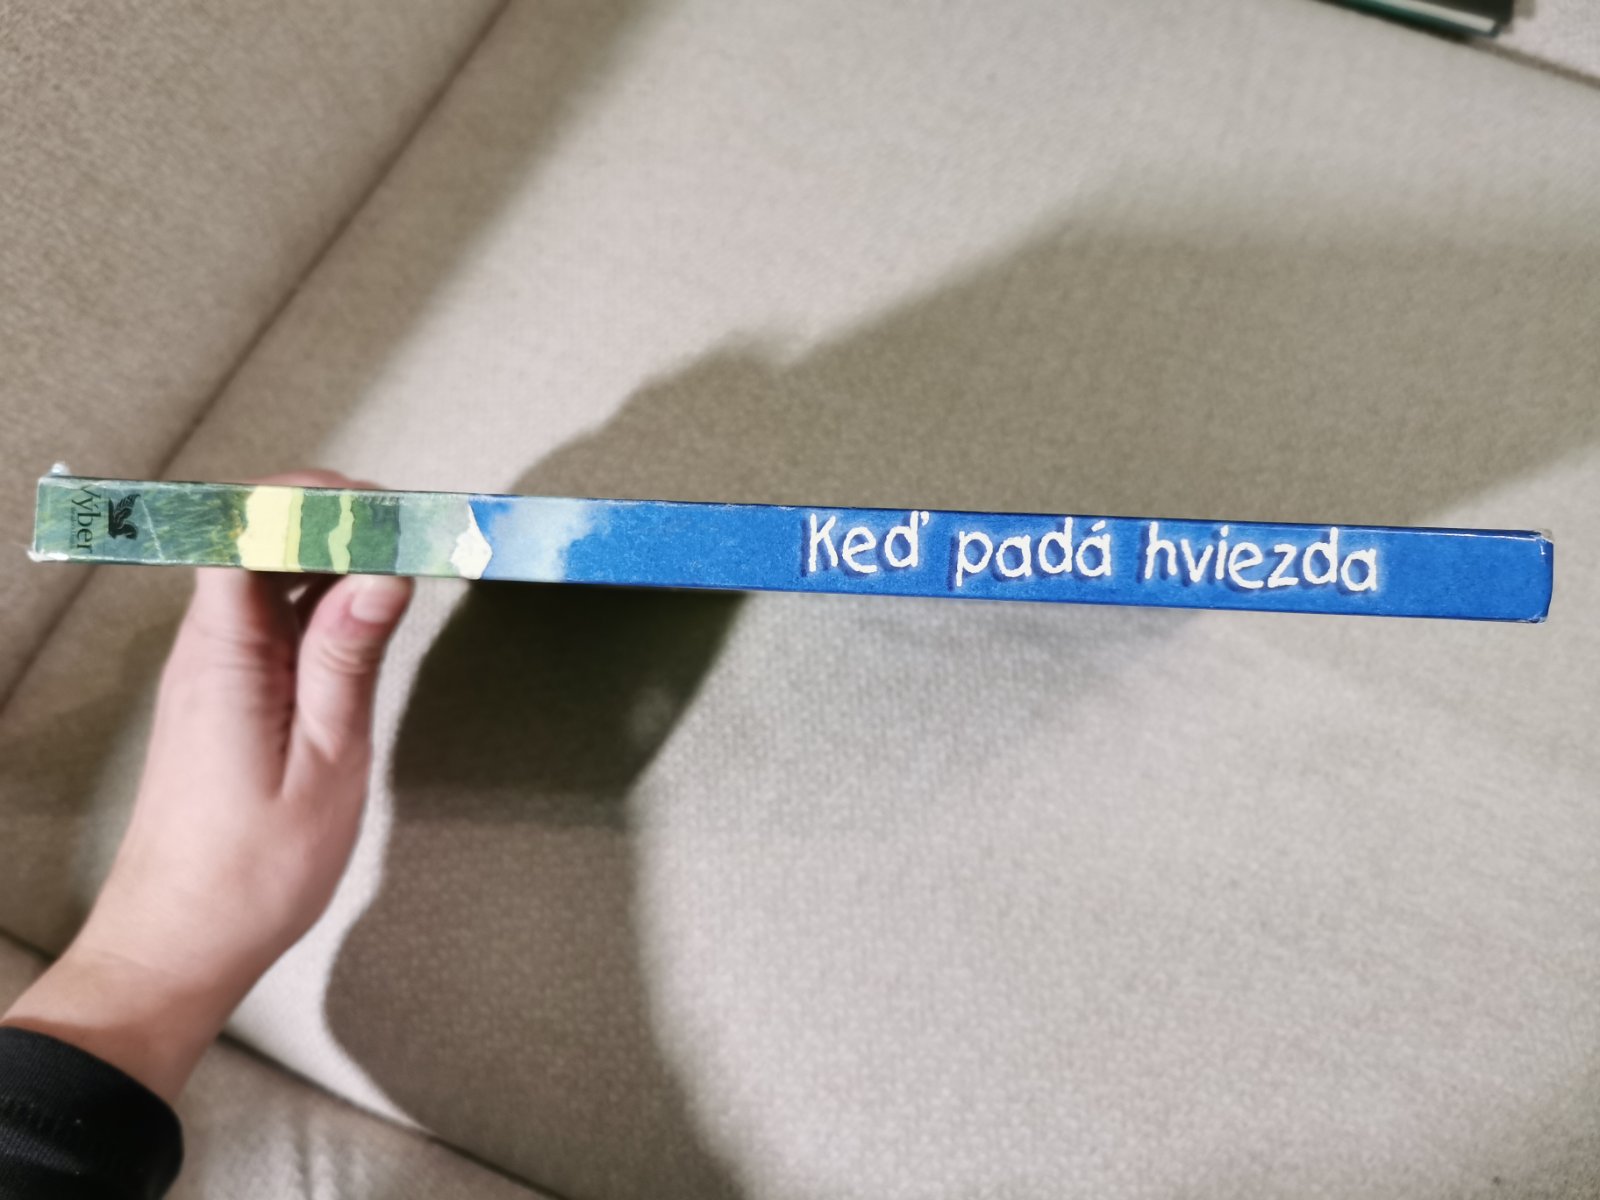 Keď padá hviezda
Výber